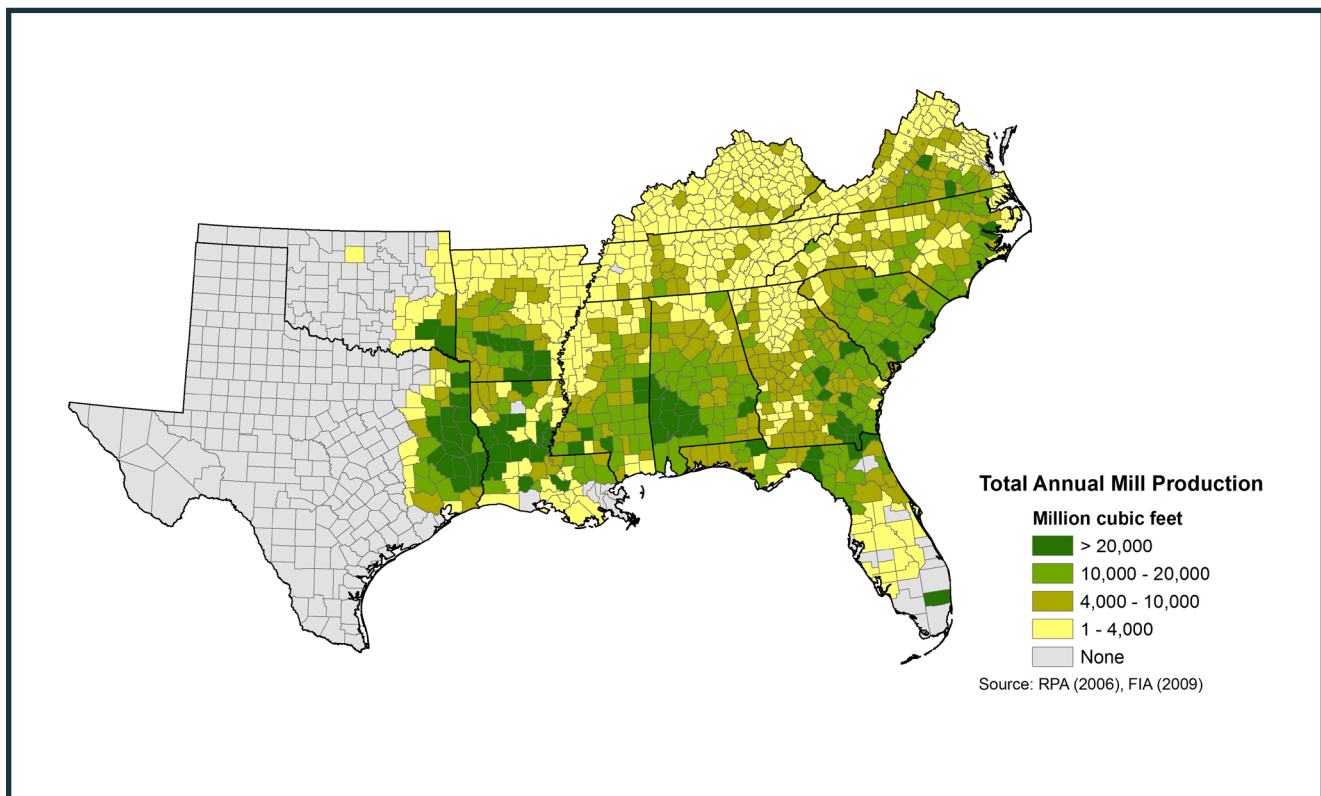 Total Annual Mill Production
Million cubic feet
> 20,000
10,000 - 20,000
4,000 - 10,000
1 - 4,000
None
Source: RPA (2006), FIA (2009)